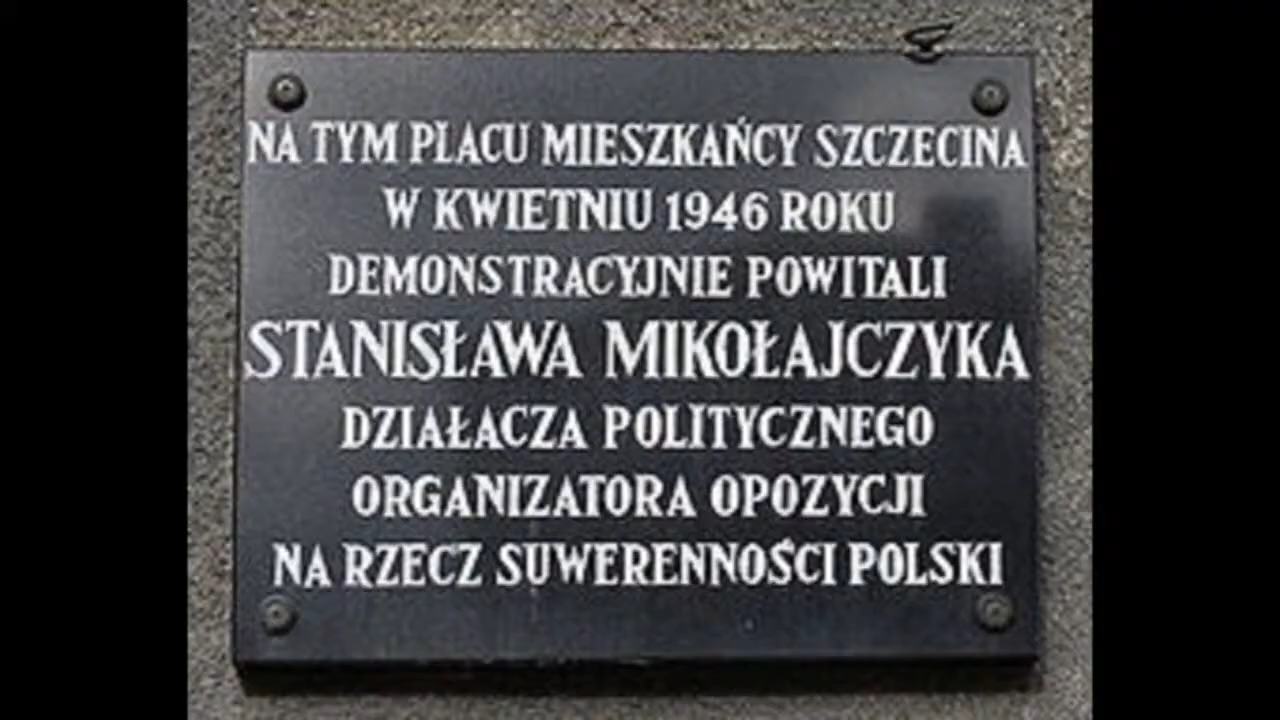 NA TYM PLACU MIESZKAŃCY SZCZECINA
W KWIETNIU 1946 ROKU
DEMONSTRACYJNIE POWITALI
STANISŁAWA MIKOŁAJCZYKA
DZIAŁACZA POLITYCZNEGO
ORGANIZATORA OPOZYCJI
NA RZECZ SUWERENNOŚCI POLSKI